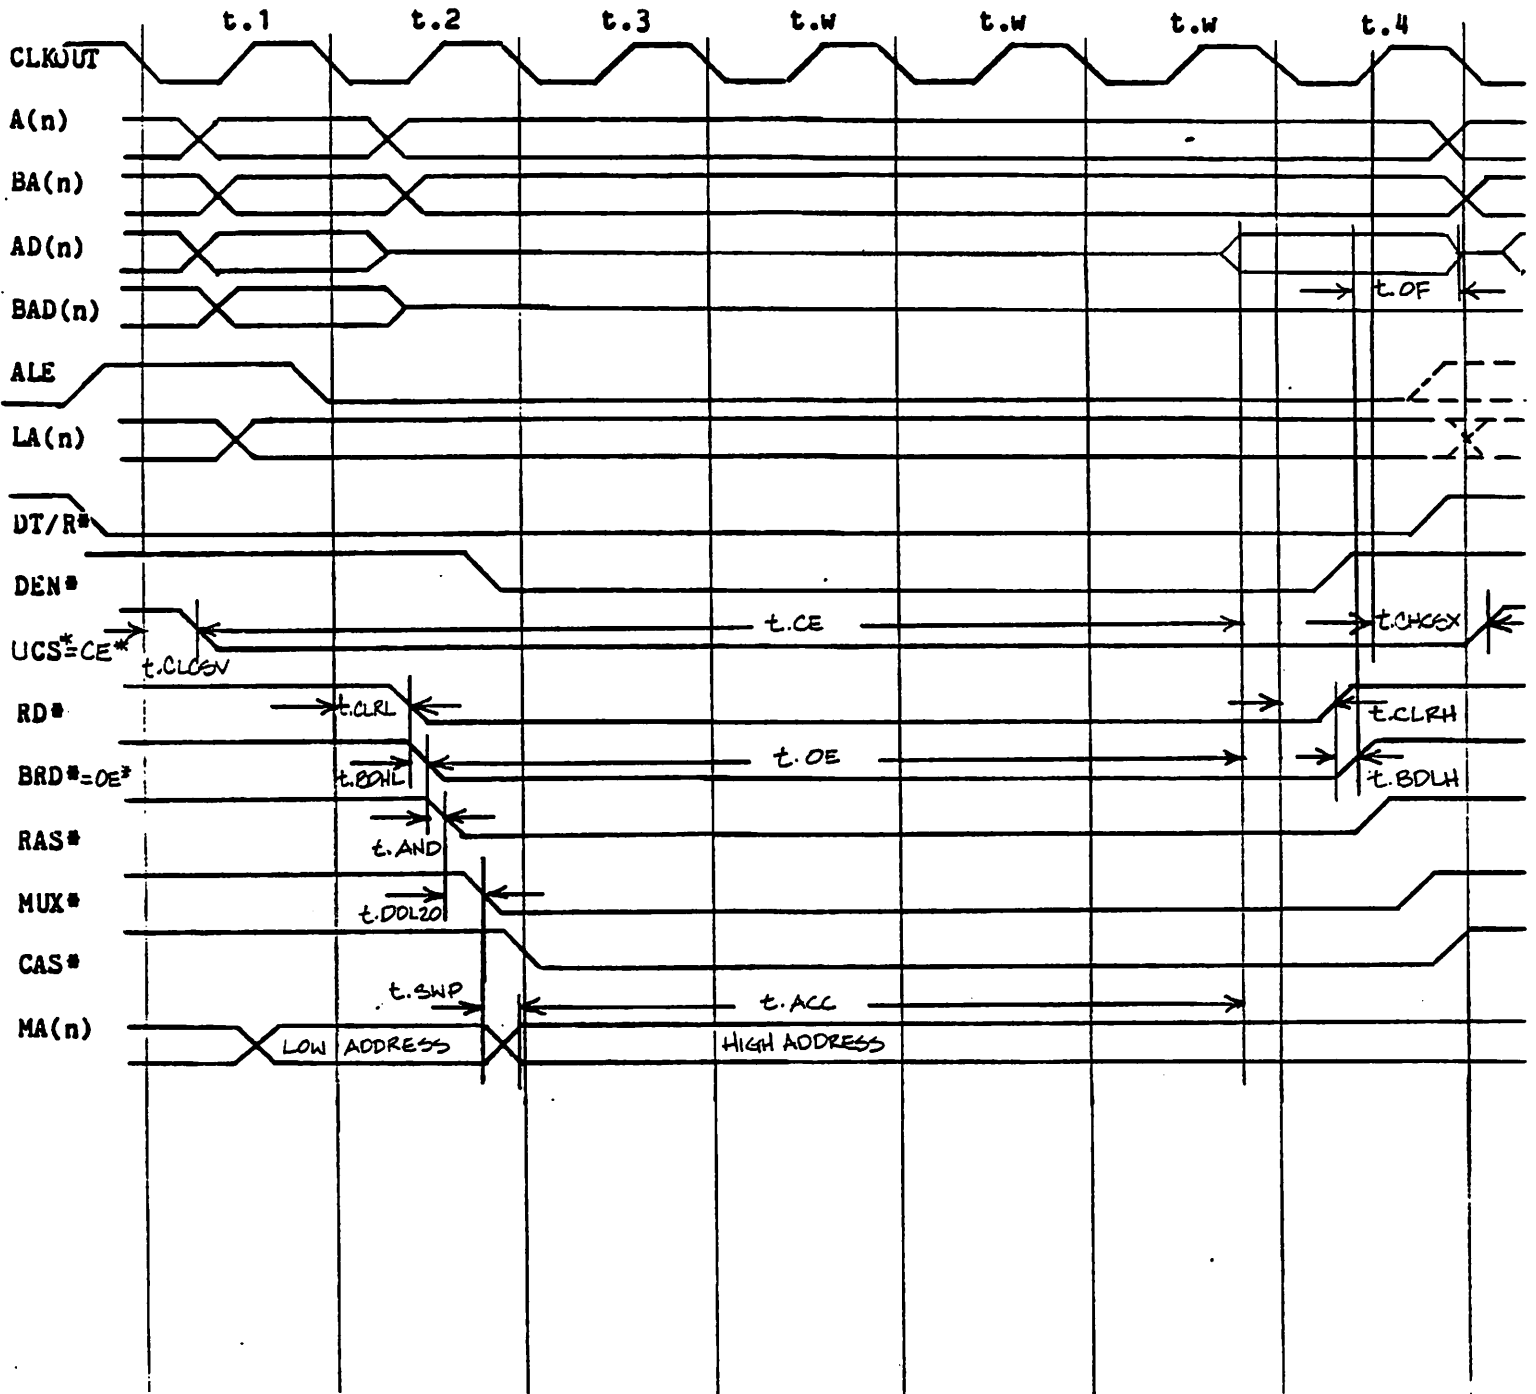 t.1 t.2 t.3 t.W t.W t.W t.4
CLKOUT
A(n)
BA(n)
AD(n)
t.OF
BAD(n)
ALE
LA(n)
DT/R*
DEN*
t.CE t.CHCSX
UCS*=CE*
t.CLCSV
RD* t.CLRL t.CLRH
BRD*=OE* t.BDHL t.OE t.BDLH
RAS* t.AND
MUX* t.DDL20
CAS*
t.SWP t.ACC
MA(n) LOW ADDRESS HIGH ADDRESS